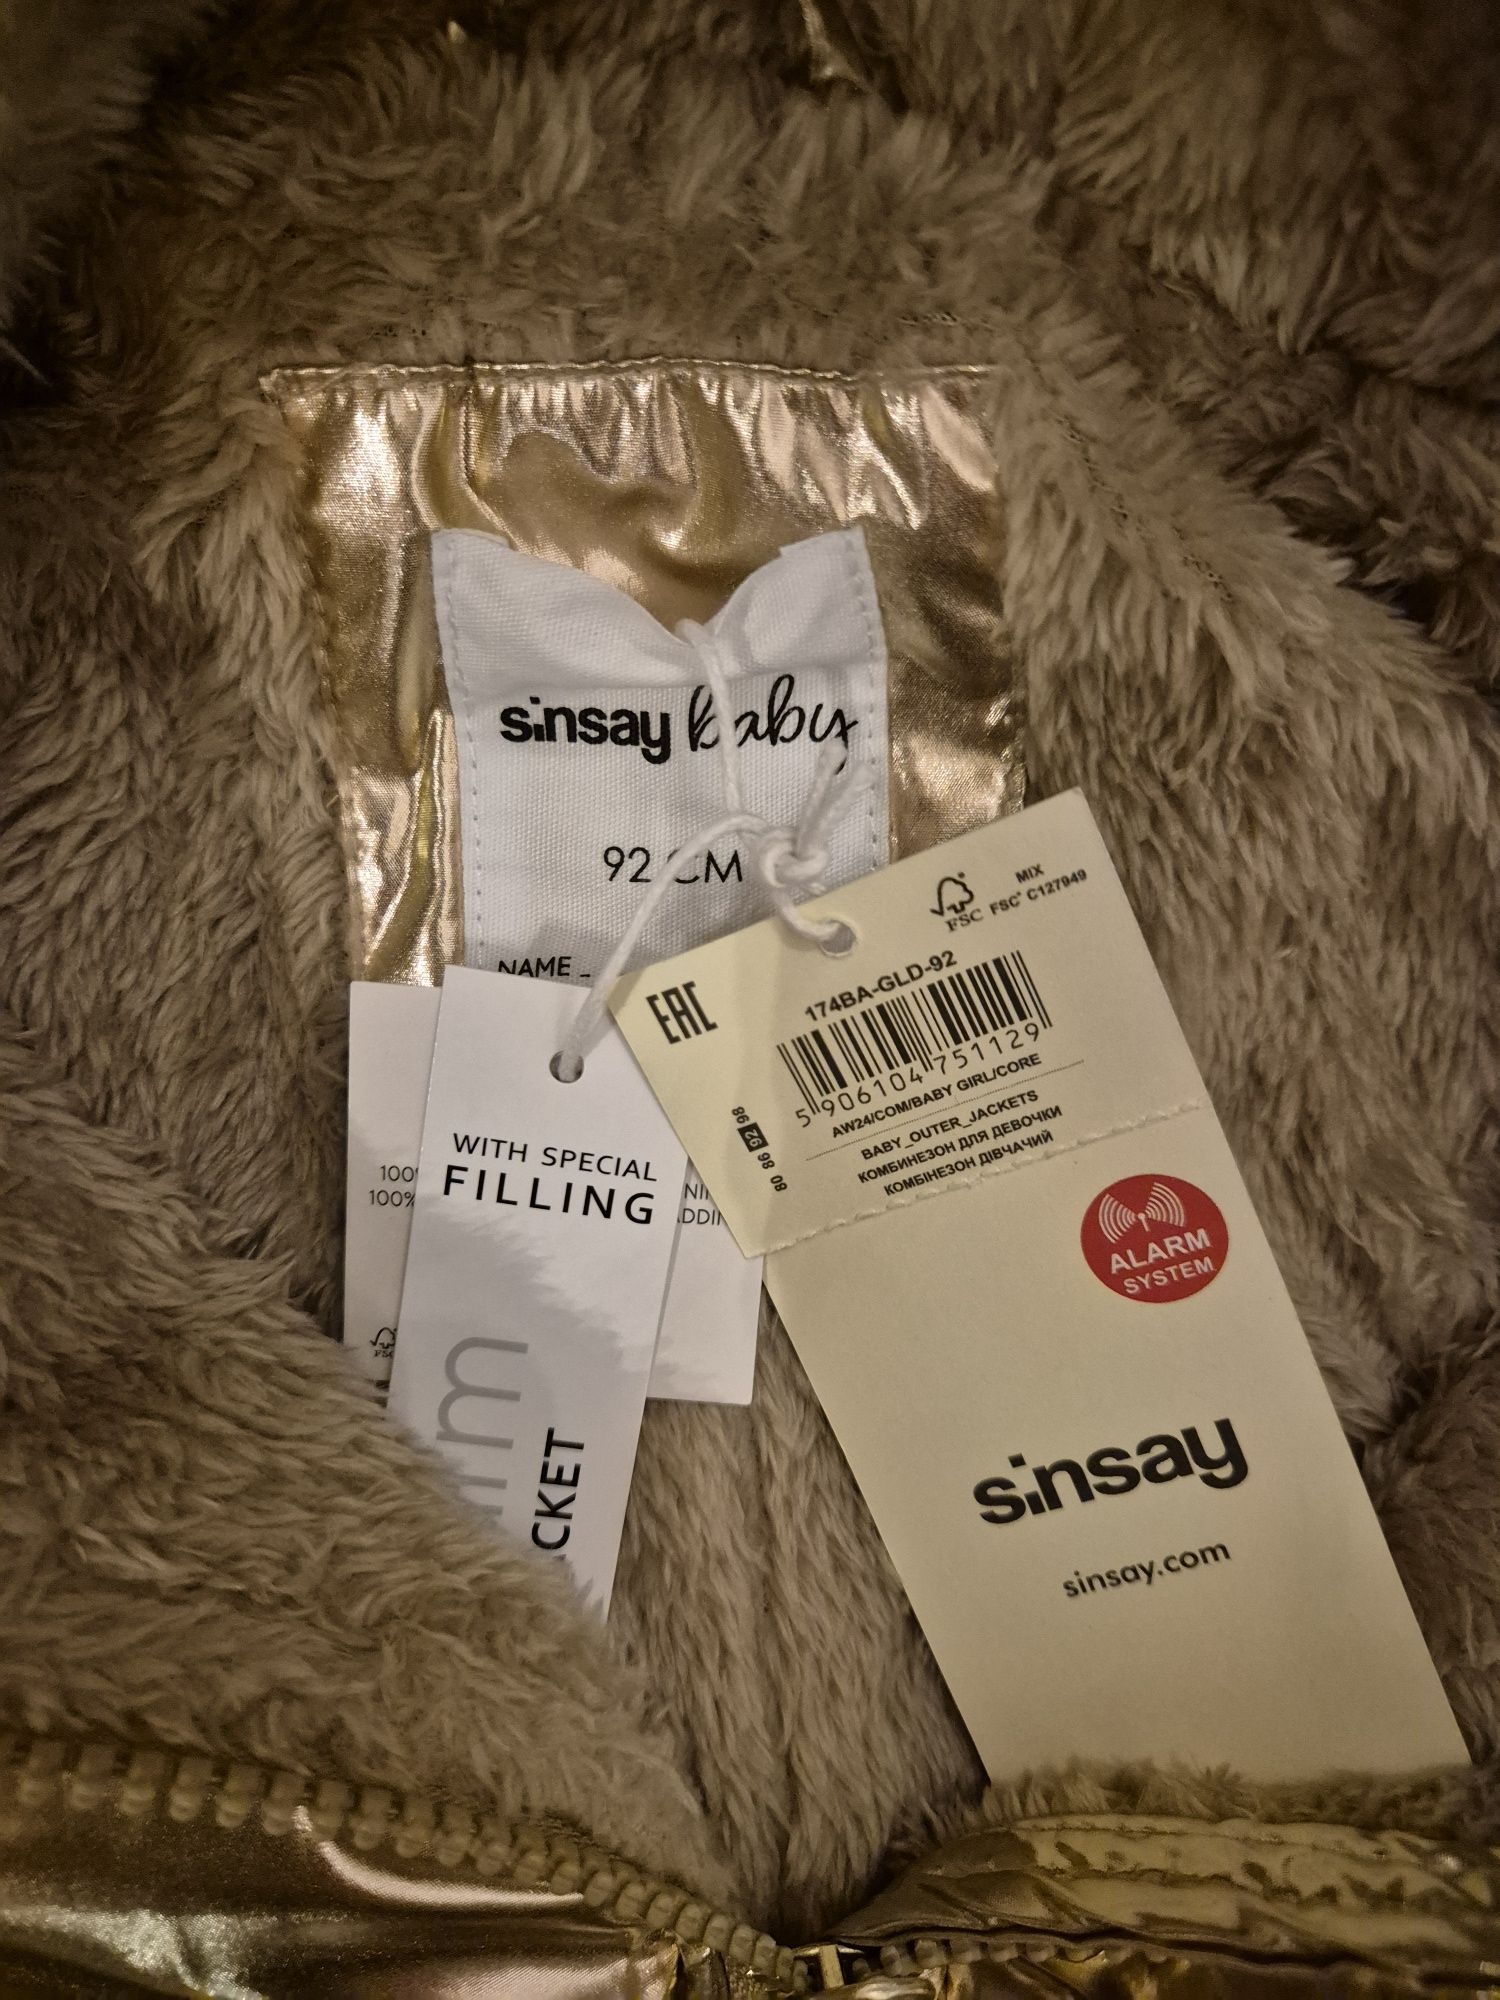 sinsay baby
92 CM
NAME _
FSC
MIX
FSC® C127949
EAC
174BA-GLD-92
5 906104 751129
AW24/COM/BABY GIRL/CORE
BABY_OUTER_JACKETS
КОМБИНЕЗОН ДЛЯ ДЕВОЧКИ
КОМБІНЕЗОН ДІВЧАЧИЙ
80 86 92 98
ALARM
SYSTEM
sinsay
sinsay.com
WITH SPECIAL
FILLING
100%
FSC